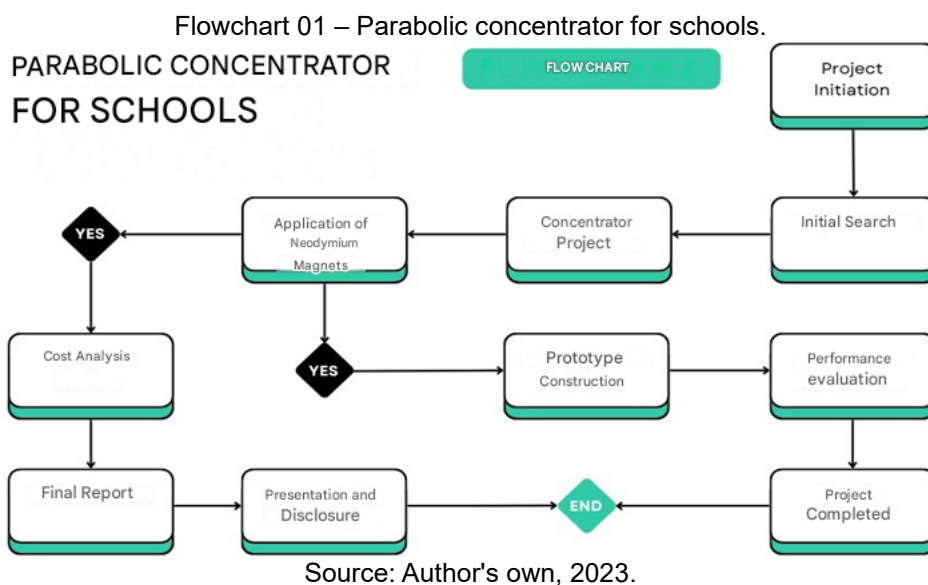 Flowchart 01 – Parabolic concentrator for schools.
PARABOLIC CONCENTRATOR
FOR SCHOOLS
FLOW CHART
Project
Initiation
YES
Application of
Neodymium
Magnets
Concentrator
Project
Initial Search
Cost Analysis
YES
Prototype
Construction
Performance
evaluation
Final Report
Presentation and
Disclosure
END
Project
Completed
Source: Author's own, 2023.